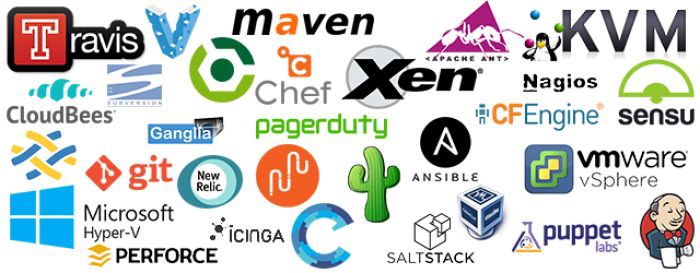 Travis
maven
<APACHE ANT>
KVM
CloudBees
SUBVERSION
Chef
Xen
Nagios
CFEngine
sensu
Ganglia
pagerduty
git
New
Relic.
ANSIBLE
vmware
vSphere
Microsoft
Hyper-V
PERFORCE
ICINGA
SALTSTACK
puppet
labs